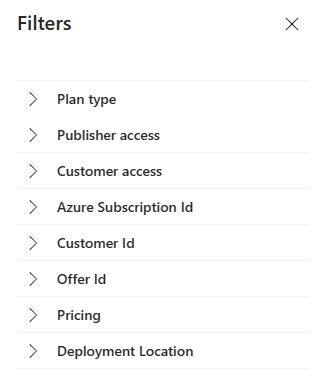 Filters
Plan type
Publisher access
Customer access
Azure Subscription Id
Customer Id
Offer Id
Pricing
Deployment Location